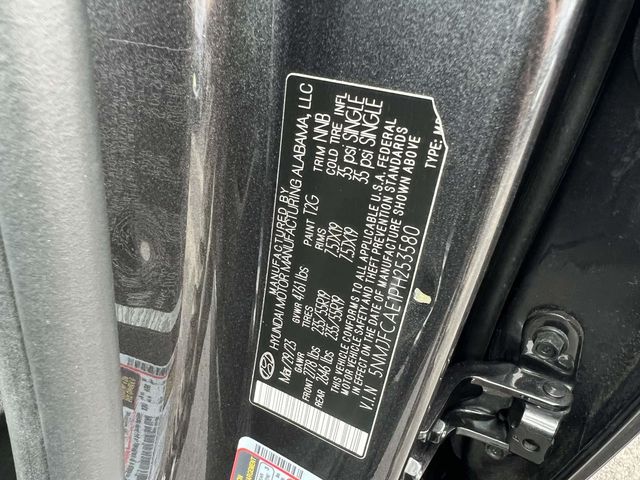 MANUFACTURED BY
HYUNDAI MOTOR MANUFACTURING ALABAMA, LLC
Mar/29/23 GVWR 4761 lbs PAINT T2G TRIM NNB
GAWR TIRES RIMS COLD TIRE INFL
FRONT 2778 lbs 235/55R19 7.5JX19 35 psi SINGLE
REAR 2646 lbs 235/55R19 7.5JX19 35 psi SINGLE
THIS VEHICLE CONFORMS TO ALL APPLICABLE U.S.A. FEDERAL
MOTOR VEHICLE SAFETY AND THEFT PREVENTION STANDARDS
IN EFFECT ON THE DATE OF MANUFACTURE SHOWN ABOVE
V.I.N 5NMJFCAE1PH253580 TYPE: